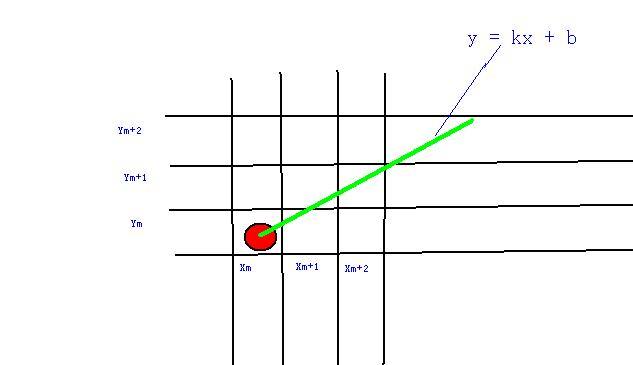 y = kx + b
Ym+2
Ym+1
Ym
Xm Xm+1 Xm+2